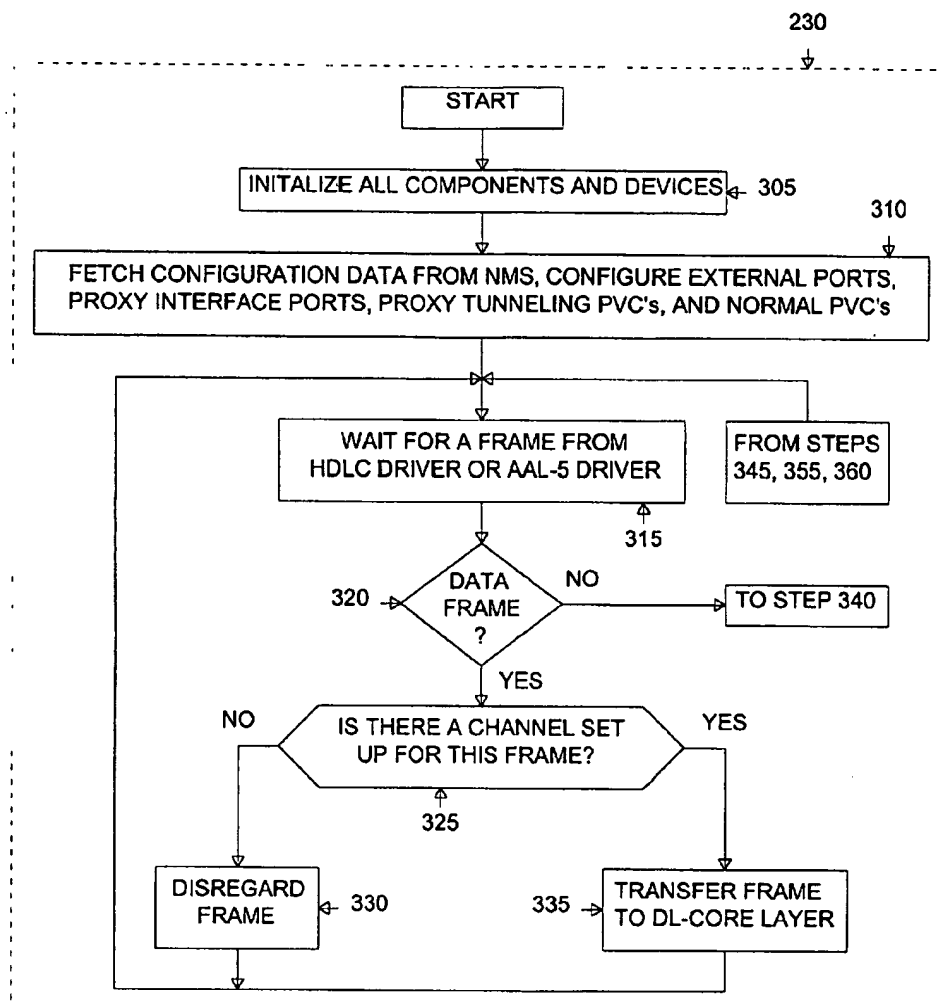 230
START
INITALIZE ALL COMPONENTS AND DEVICES
305
310
FETCH CONFIGURATION DATA FROM NMS, CONFIGURE EXTERNAL PORTS,
PROXY INTERFACE PORTS, PROXY TUNNELING PVC's, AND NORMAL PVC's
WAIT FOR A FRAME FROM
HDLC DRIVER OR AAL-5 DRIVER
FROM STEPS
345, 355, 360
315
320
DATA
FRAME
?
NO
TO STEP 340
YES
NO
IS THERE A CHANNEL SET
UP FOR THIS FRAME?
YES
325
DISREGARD
FRAME
330
335
TRANSFER FRAME
TO DL-CORE LAYER